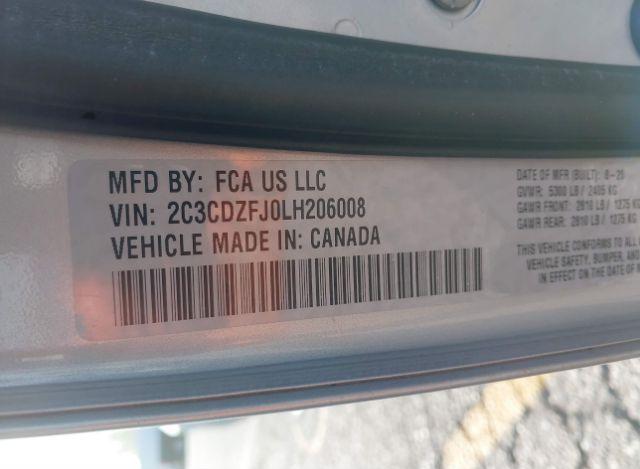 MFD BY: FCA US LLC
VIN: 2C3CDZFJ0LH206008
VEHICLE MADE IN: CANADA
DATE OF MFR (BUILT): 6-20
GVWR: 5300 LB / 2405 KG
GAWR FRONT: 2810 LB / 1275 KG
GAWR REAR: 2810 LB / 1275 KG
THIS VEHICLE CONFORMS TO ALL
VEHICLE SAFETY, BUMPER, AND
IN EFFECT ON THE DATE OF